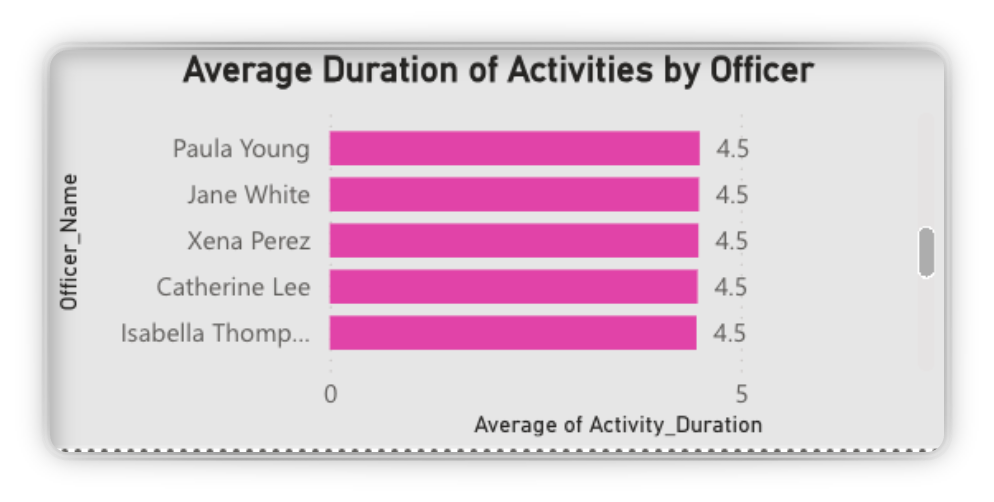 Average Duration of Activities by Officer
Officer_Name
Paula Young 4.5
Jane White 4.5
Xena Perez 4.5
Catherine Lee 4.5
Isabella Thomp... 4.5
0 5
Average of Activity_Duration